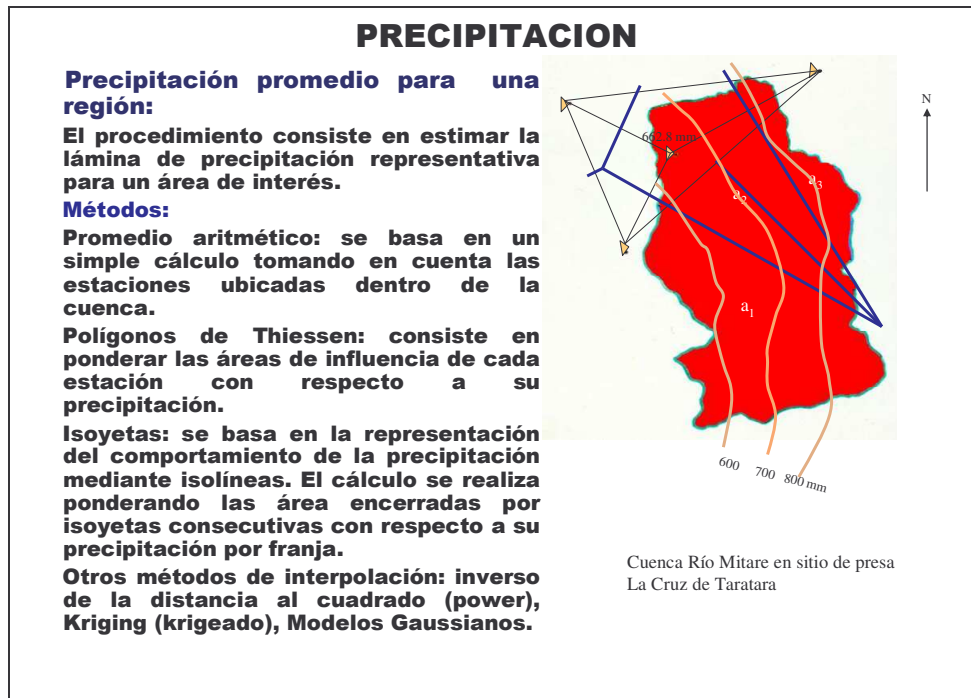 PRECIPITACION
Precipitación promedio para una
región:
El procedimiento consiste en estimar la
lámina de precipitación representativa
para un área de interés.
Métodos:
Promedio aritmético: se basa en un
simple cálculo tomando en cuenta las
estaciones ubicadas dentro de la
cuenca.
Polígonos de Thiessen: consiste en
ponderar las áreas de influencia de cada
estación con respecto a su
precipitación.
Isoyetas: se basa en la representación
del comportamiento de la precipitación
mediante isolíneas. El cálculo se realiza
ponderando las área encerradas por
isoyetas consecutivas con respecto a su
precipitación por franja.
Otros métodos de interpolación: inverso
de la distancia al cuadrado (power),
Kriging (krigeado), Modelos Gaussianos.
N
662.8 mm
a3
a2
a1
600 700 800 mm
Cuenca Río Mitare en sitio de presa
La Cruz de Taratara